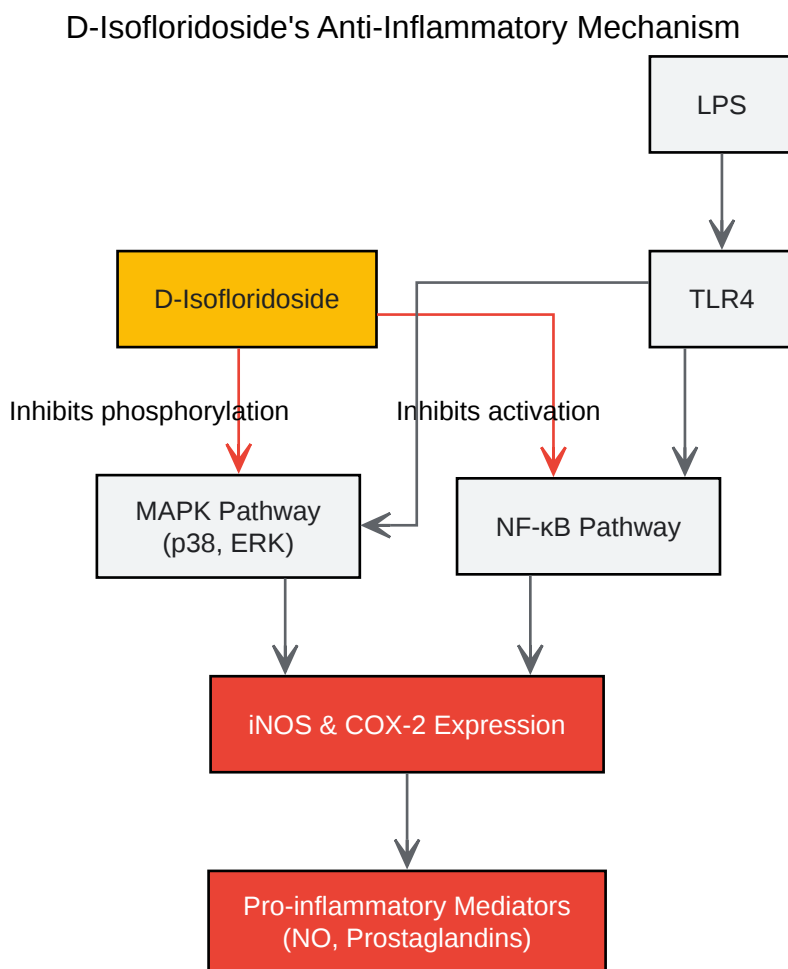 D-Isofloridoside's Anti-Inflammatory Mechanism
LPS
D-Isofloridoside
TLR4
Inhibits phosphorylation
Inhibits activation
MAPK Pathway
(p38, ERK)
NF-κB Pathway
iNOS & COX-2 Expression
Pro-inflammatory Mediators
(NO, Prostaglandins)